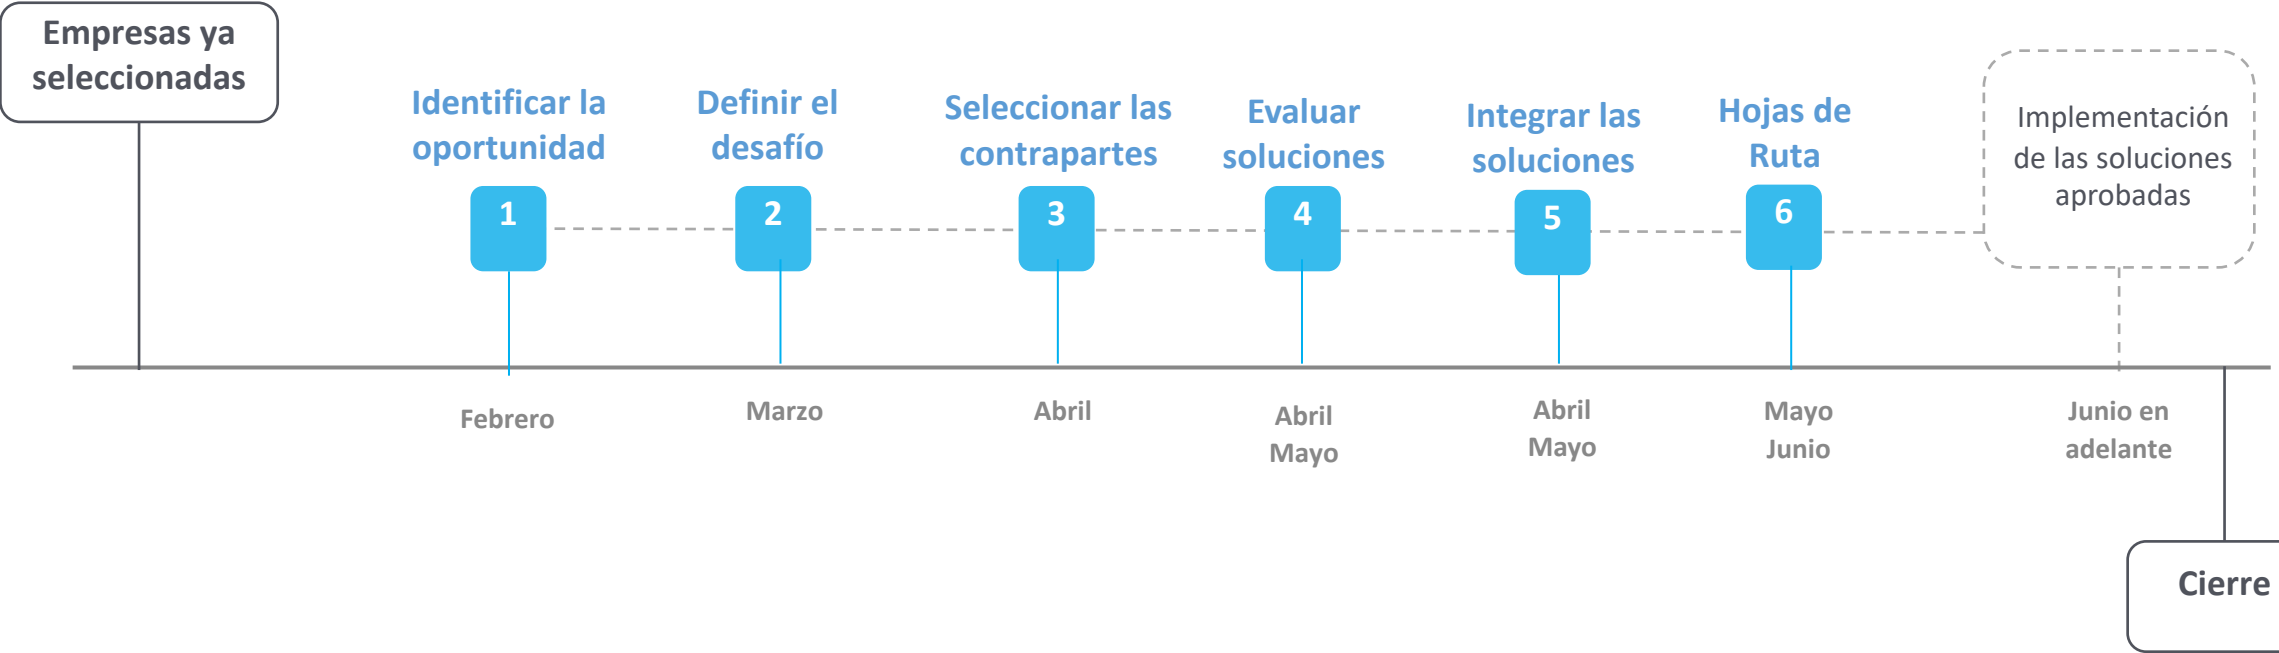 Empresas ya
seleccionadas
Identificar la
oportunidad
1
Febrero
Definir el
desafío
2
Marzo
Seleccionar las
contrapartes
3
Abril
Evaluar
soluciones
4
Abril
Mayo
Integrar las
soluciones
5
Abril
Mayo
Hojas de
Ruta
6
Mayo
Junio
Implementación
de las soluciones
aprobadas
Junio en
adelante
Cierre